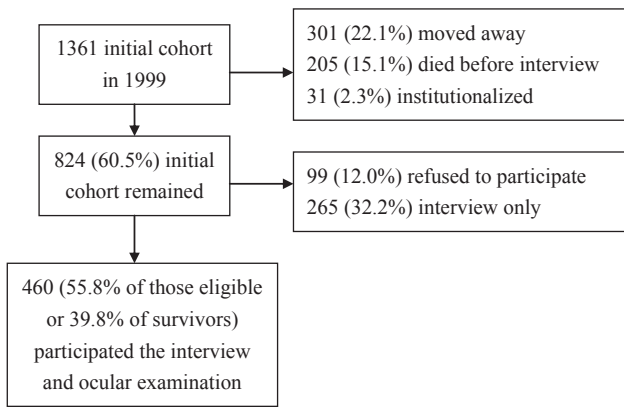 1361 initial cohort
in 1999
301 (22.1%) moved away
205 (15.1%) died before interview
31 (2.3%) institutionalized
824 (60.5%) initial
cohort remained
99 (12.0%) refused to participate
265 (32.2%) interview only
460 (55.8% of those eligible
or 39.8% of survivors)
participated the interview
and ocular examination